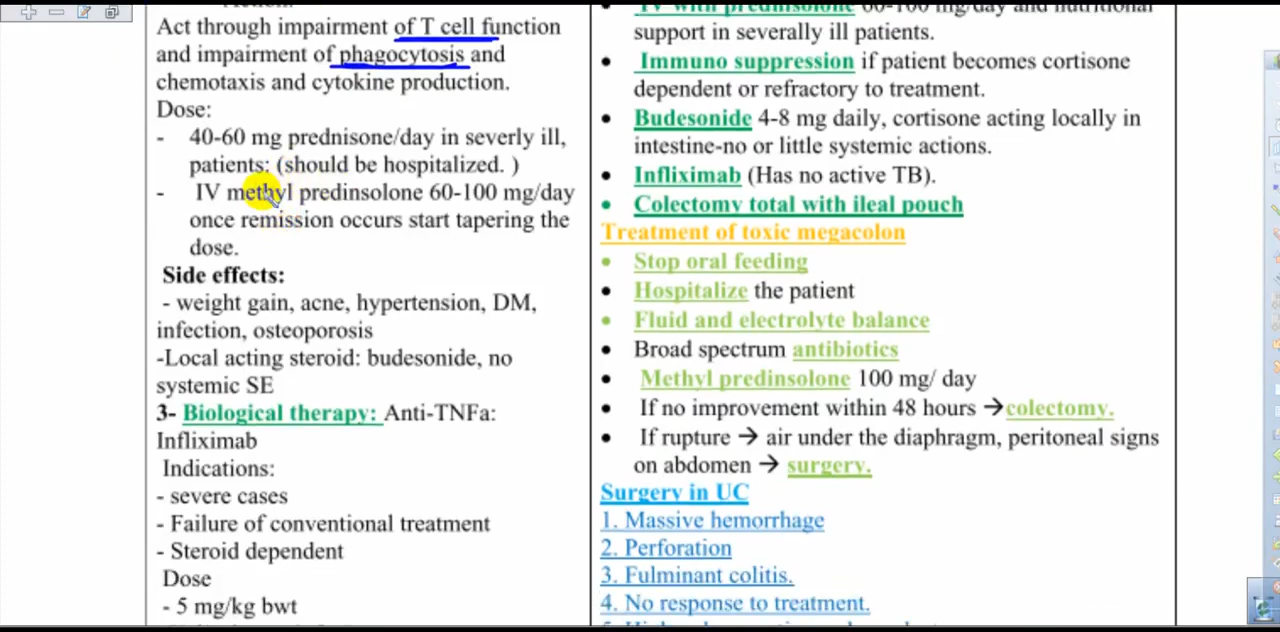 Act through impairment of T cell function
and impairment of phagocytosis and
chemotaxis and cytokine production.
Dose:
- 40-60 mg prednisone/day in severly ill,
patients: (should be hospitalized. )
- IV methyl predinsolone 60-100 mg/day
once remission occurs start tapering the
dose.
Side effects:
- weight gain, acne, hypertension, DM,
infection, osteoporosis
-Local acting steroid: budesonide, no
systemic SE
3- Biological therapy: Anti-TNFa:
Infliximab
Indications:
- severe cases
- Failure of conventional treatment
- Steroid dependent
Dose
- 5 mg/kg bwt
• IV with predinsolone 60-100 mg/day and nutritional
support in severally ill patients.
• Immuno suppression if patient becomes cortisone
dependent or refractory to treatment.
• Budesonide 4-8 mg daily, cortisone acting locally in
intestine-no or little systemic actions.
• Infliximab (Has no active TB).
• Colectomy total with ileal pouch
Treatment of toxic megacolon
• Stop oral feeding
• Hospitalize the patient
• Fluid and electrolyte balance
• Broad spectrum antibiotics
• Methyl predinsolone 100 mg/ day
• If no improvement within 48 hours → colectomy.
• If rupture → air under the diaphragm, peritoneal signs
on abdomen → surgery.
Surgery in UC
1. Massive hemorrhage
2. Perforation
3. Fulminant colitis.
4. No response to treatment.